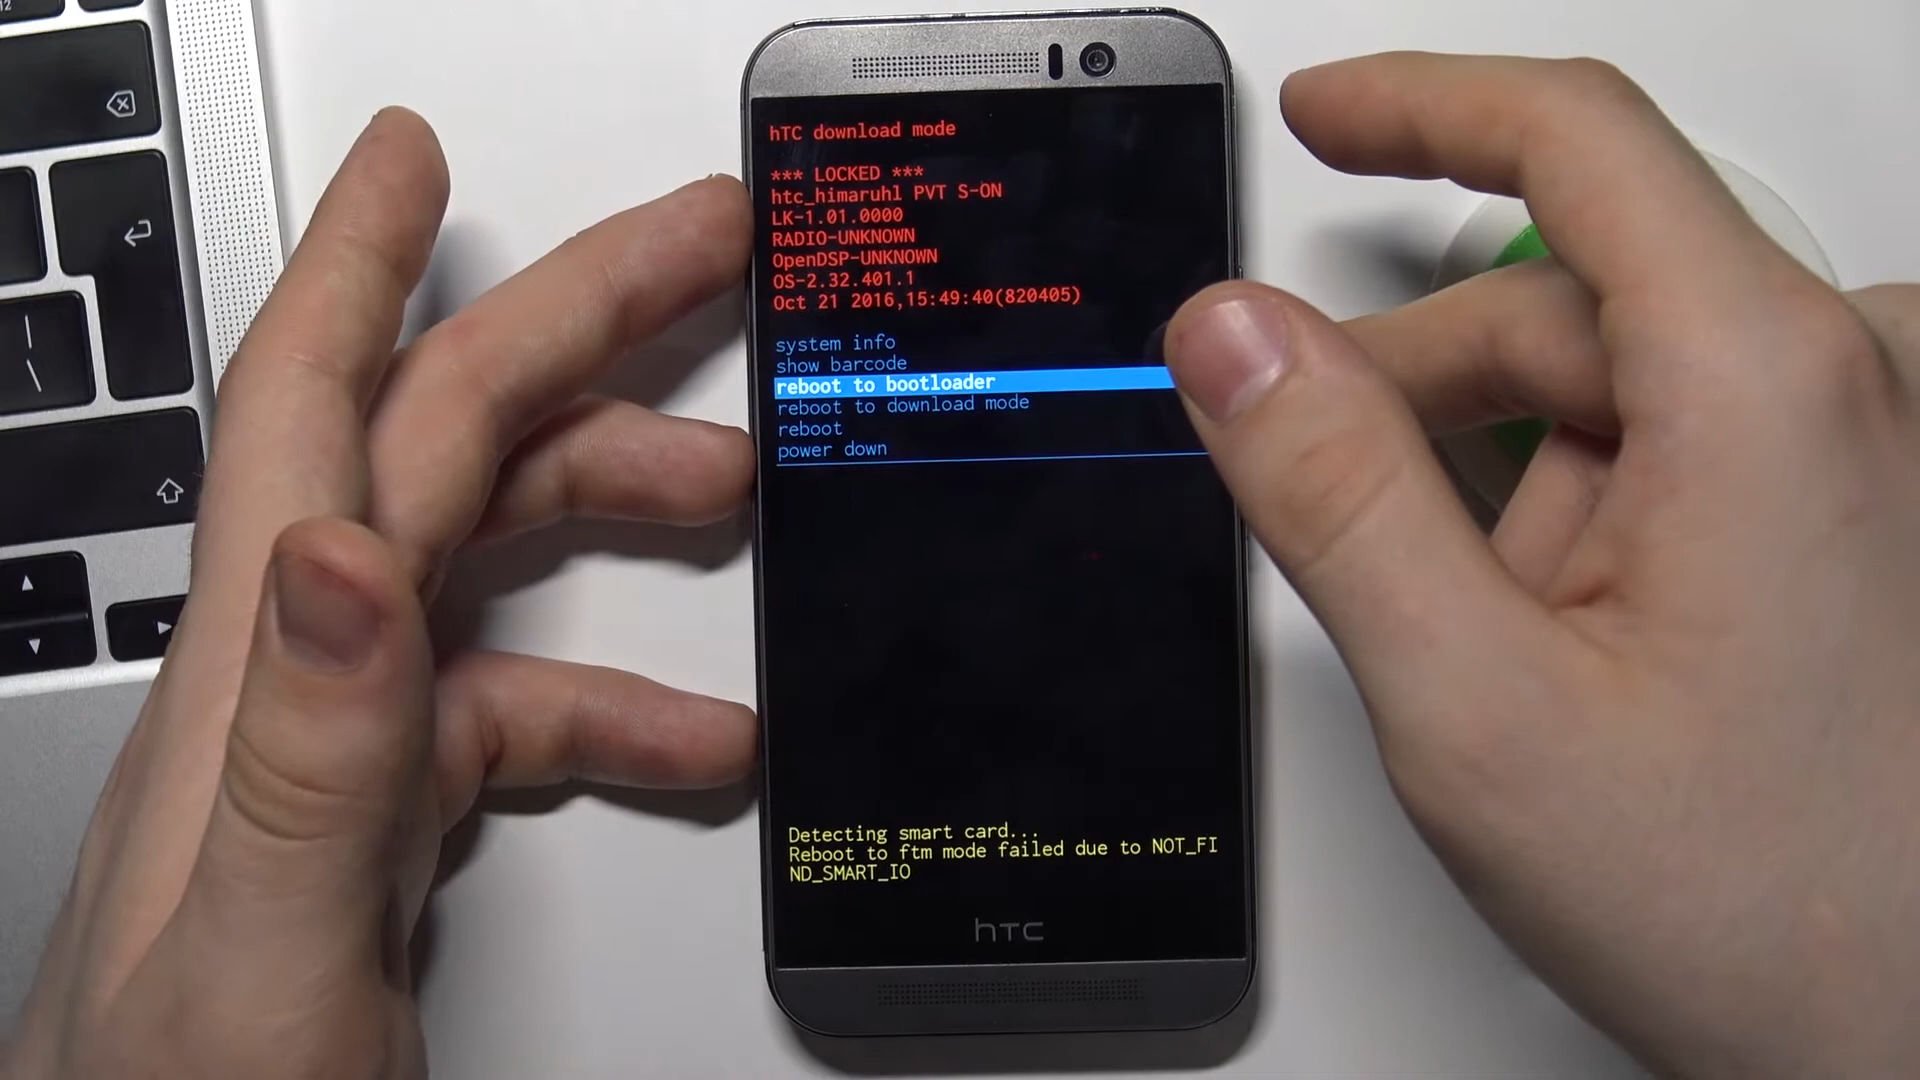 hTC download mode
*** LOCKED ***
htc_himaruhl PVT S-ON
LK-1.01.0000
RADIO-UNKNOWN
OpenDSP-UNKNOWN
OS-2.32.401.1
Oct 21 2016,15:49:40(820405)
system info
show barcode
reboot to bootloader
reboot to download mode
reboot
power down
Detecting smart card...
Reboot to ftm mode failed due to NOT_FI
ND_SMART_IO
hTC